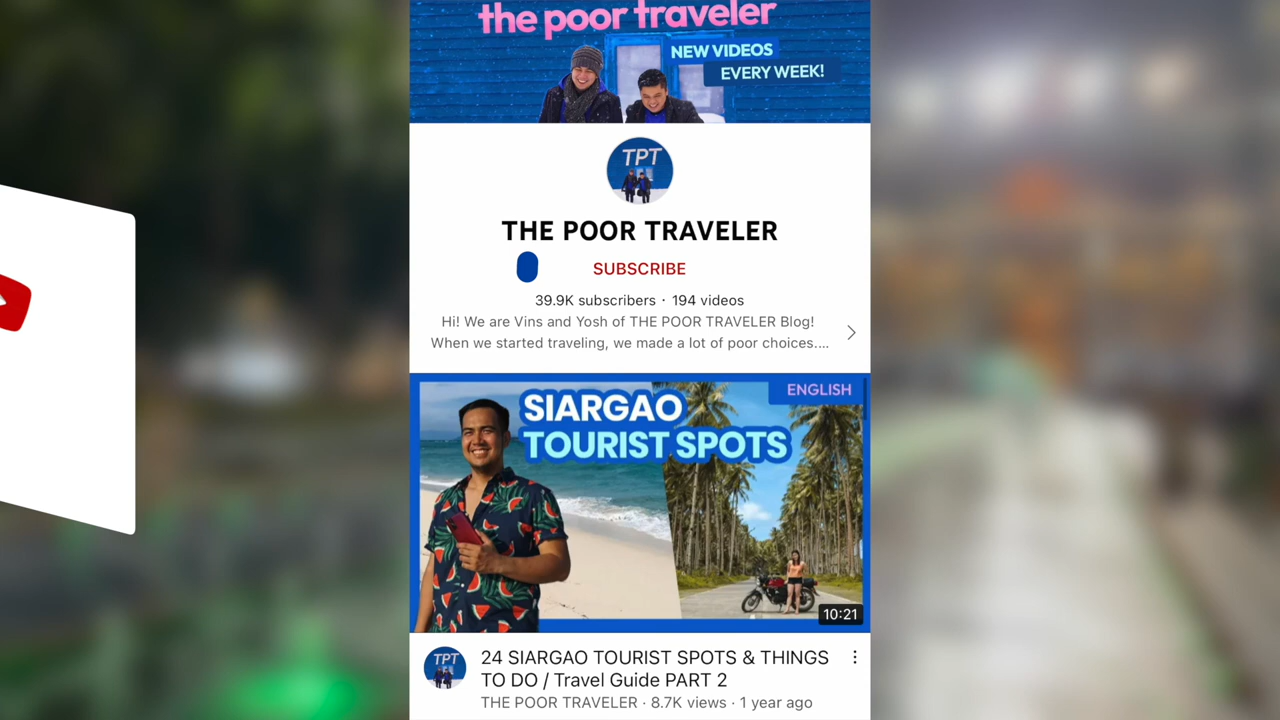 the poor traveler
NEW VIDEOS
EVERY WEEK!
TPT
THE POOR TRAVELER
SUBSCRIBE
39.9K subscribers · 194 videos
Hi! We are Vins and Yosh of THE POOR TRAVELER Blog!
When we started traveling, we made a lot of poor choices....
ENGLISH
SIARGAO
TOURIST SPOTS
10:21
TPT
24 SIARGAO TOURIST SPOTS & THINGS
TO DO / Travel Guide PART 2
THE POOR TRAVELER · 8.7K views · 1 year ago